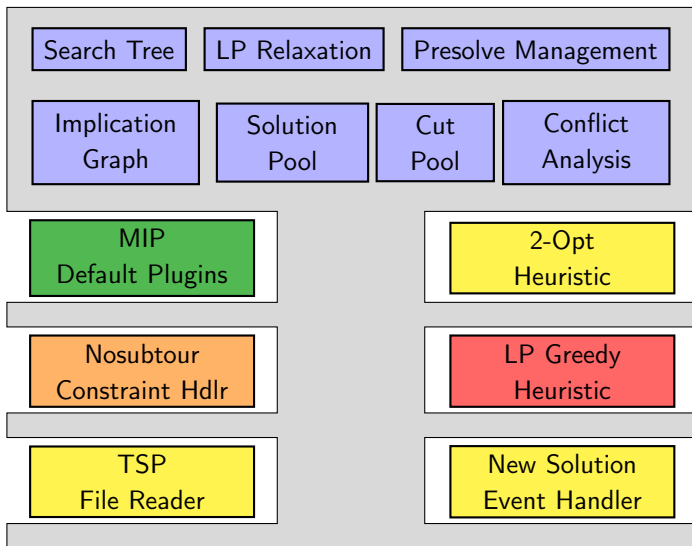 Search Tree
LP Relaxation
Presolve Management
Implication
Graph
Solution
Pool
Cut
Pool
Conflict
Analysis
MIP
Default Plugins
2-Opt
Heuristic
Nosubtour
Constraint Hdlr
LP Greedy
Heuristic
TSP
File Reader
New Solution
Event Handler